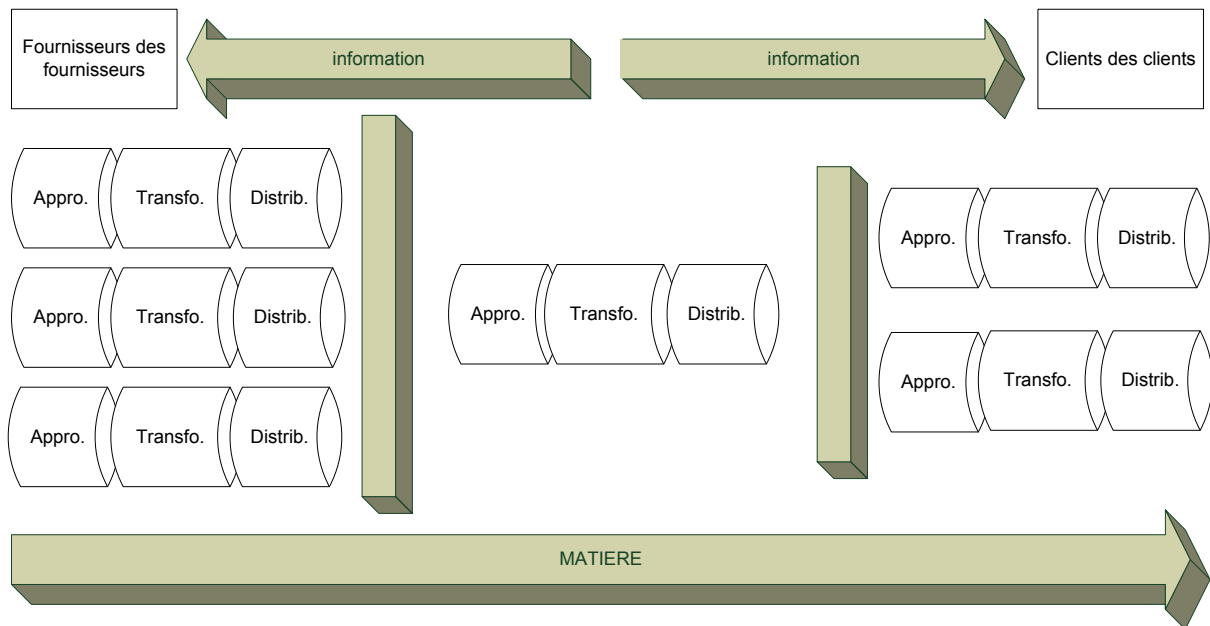 Fournisseurs des
fournisseurs
information
information
Clients des clients
Appro. Transfo. Distrib.
Appro. Transfo. Distrib.
Appro. Transfo. Distrib.
Appro. Transfo. Distrib.
Appro. Transfo. Distrib.
Appro. Transfo. Distrib.
MATIERE